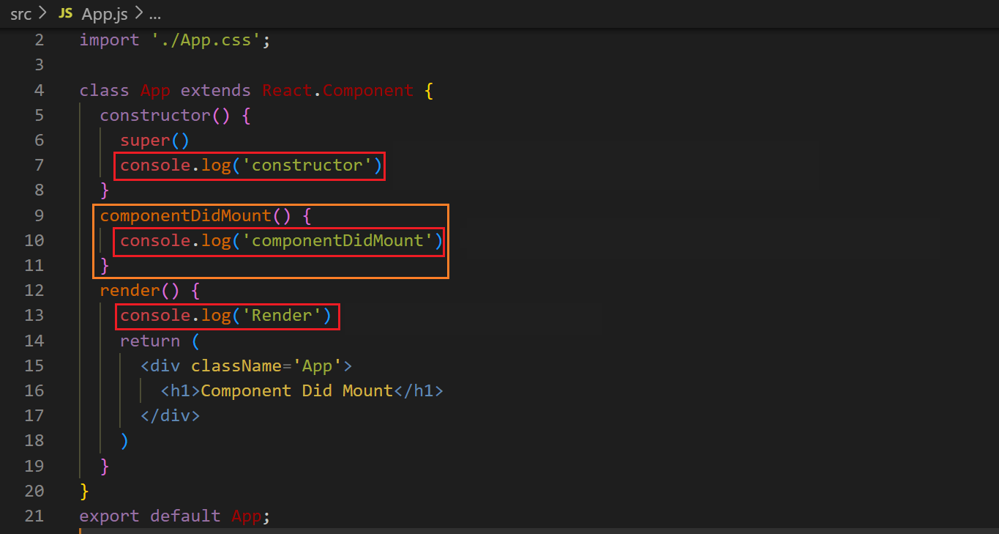 src > JS App.js > ...
2 import './App.css';
3
4 class App extends React.Component {
5   constructor() {
6     super()
7     console.log('constructor')
8   }
9   componentDidMount() {
10     console.log('componentDidMount')
11   }
12   render() {
13     console.log('Render')
14     return (
15       <div className='App'>
16         <h1>Component Did Mount</h1>
17       </div>
18     )
19   }
20 }
21 export default App;